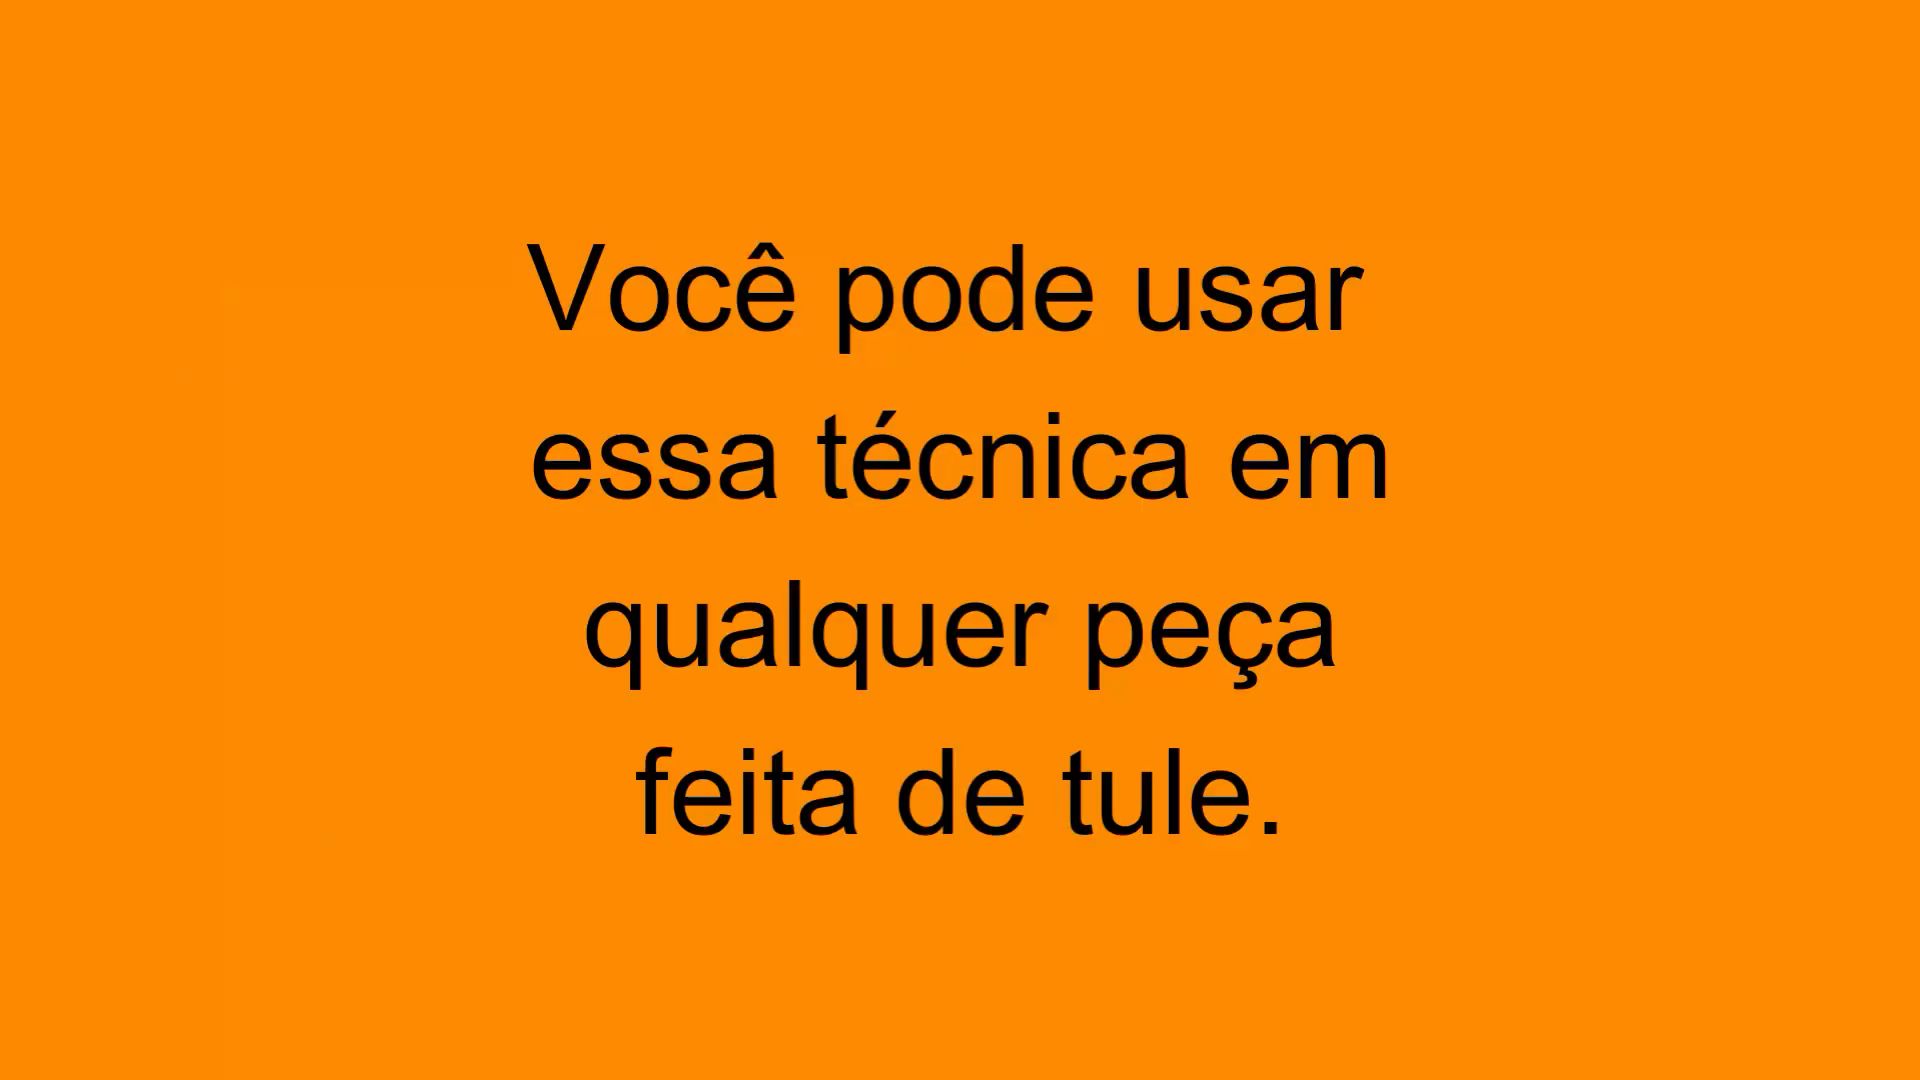 Você pode usar
essa técnica em
qualquer peça
feita de tule.